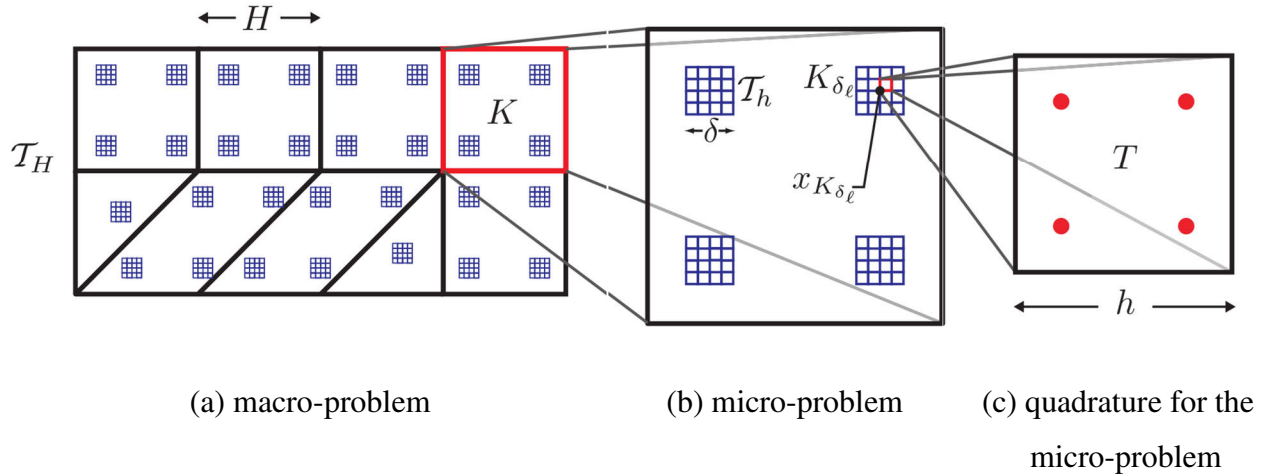 H
K
𝒯_H
K_{δ_ℓ}
𝒯_h
δ
x_{K_{δ_ℓ}}
T
h
(a) macro-problem
(b) micro-problem
(c) quadrature for the
micro-problem